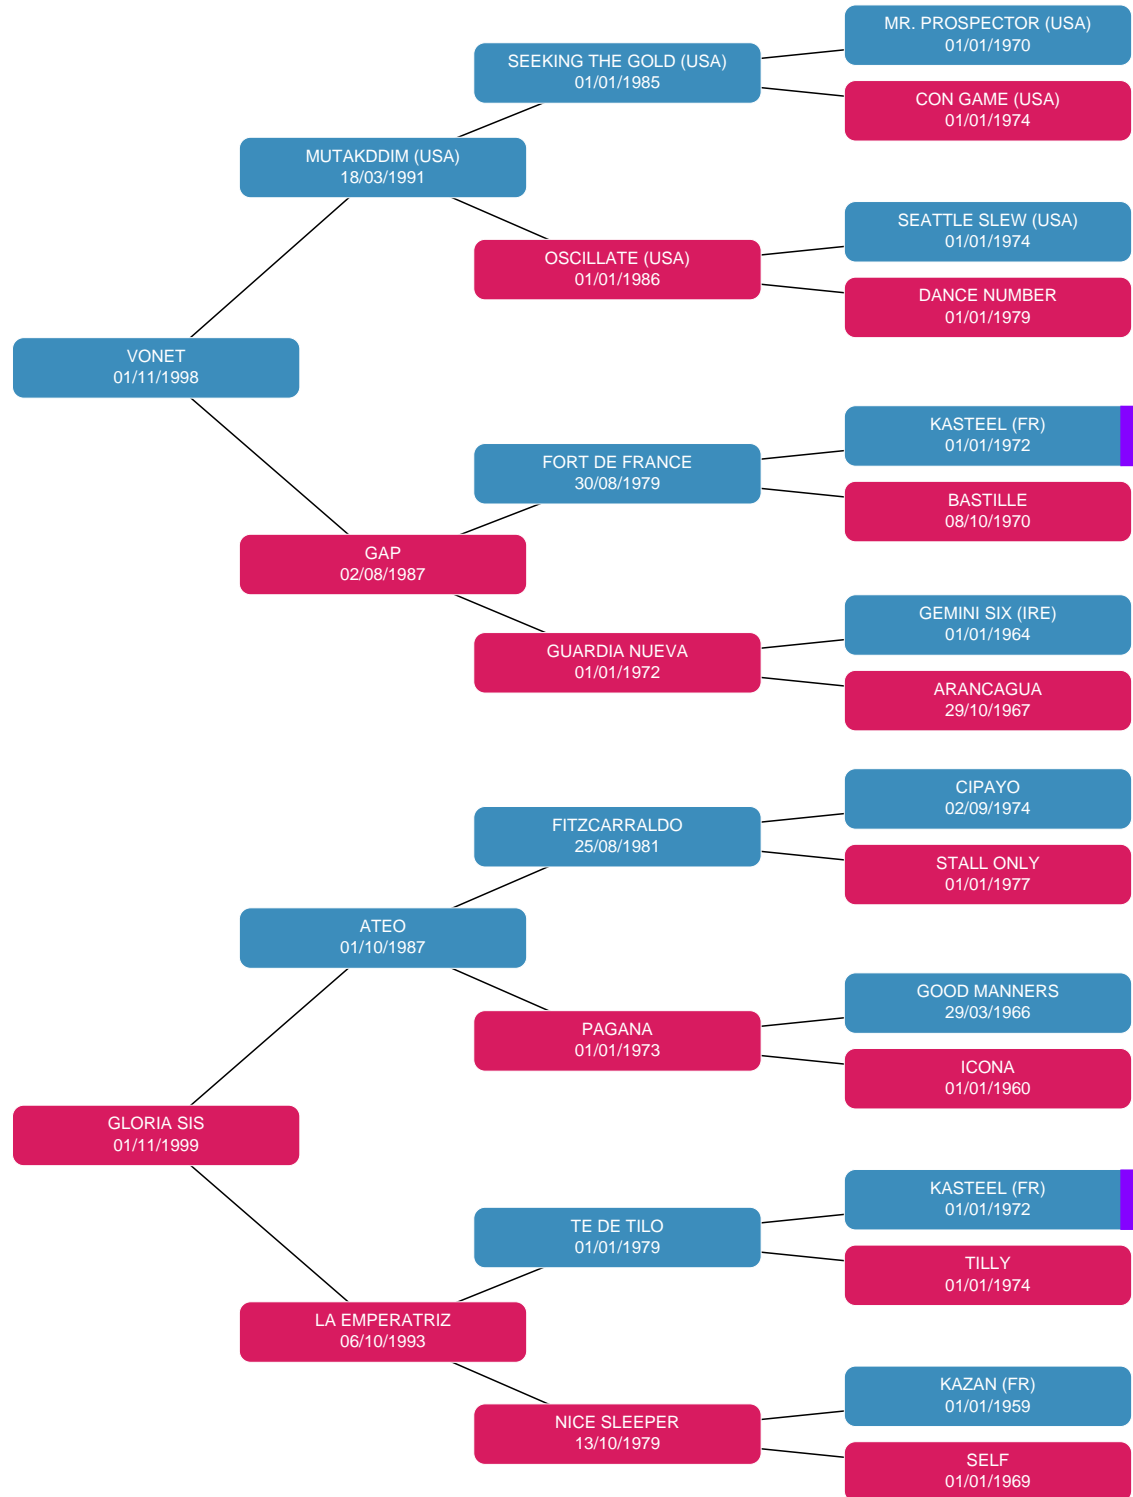 MR. PROSPECTOR (USA)
01/01/1970
SEEKING THE GOLD (USA)
01/01/1985
CON GAME (USA)
01/01/1974
MUTAKDDIM (USA)
18/03/1991
SEATTLE SLEW (USA)
01/01/1974
OSCILLATE (USA)
01/01/1986
DANCE NUMBER
01/01/1979
VONET
01/11/1998
KASTEEL (FR)
01/01/1972
FORT DE FRANCE
30/08/1979
BASTILLE
08/10/1970
GAP
02/08/1987
GEMINI SIX (IRE)
01/01/1964
GUARDIA NUEVA
01/01/1972
ARANCAGUA
29/10/1967
CIPAYO
02/09/1974
FITZCARRALDO
25/08/1981
STALL ONLY
01/01/1977
ATEO
01/10/1987
GOOD MANNERS
29/03/1966
PAGANA
01/01/1973
ICONA
01/01/1960
GLORIA SIS
01/11/1999
KASTEEL (FR)
01/01/1972
TE DE TILO
01/01/1979
TILLY
01/01/1974
LA EMPERATRIZ
06/10/1993
KAZAN (FR)
01/01/1959
NICE SLEEPER
13/10/1979
SELF
01/01/1969